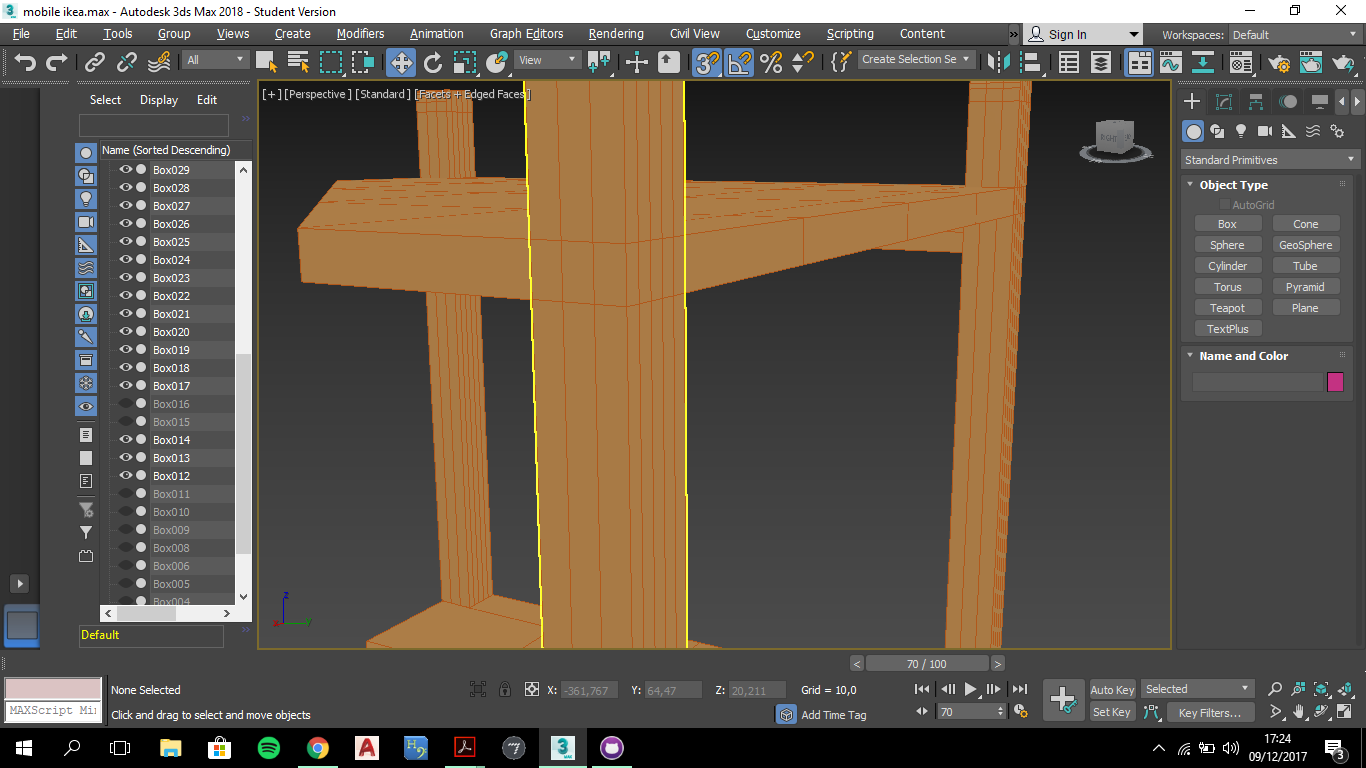 mobile ikea.max - Autodesk 3ds Max 2018 - Student Version
File Edit Tools Group Views Create Modifiers Animation Graph Editors Rendering Civil View Customize Scripting Content » Sign In Workspaces: Default
All View Create Selection Se
Select Display Edit
[+] [Perspective ] [Standard ] [Facets + Edged Faces ]
Name (Sorted Descending)
Box029
Box028
Box027
Box026
Box025
Box024
Box023
Box022
Box021
Box020
Box019
Box018
Box017
Box016
Box015
Box014
Box013
Box012
Box011
Box010
Box009
Box008
Box006
Box005
Box004
Default
z
x y
RIGHT
Standard Primitives
Object Type
AutoGrid
Box Cone
Sphere GeoSphere
Cylinder Tube
Torus Pyramid
Teapot Plane
TextPlus
Name and Color
< 70 / 100 >
None Selected X: -361,767 Y: 64,47 Z: 20,211 Grid = 10,0
Auto Key Selected
MAXScript Mi
Click and drag to select and move objects Add Time Tag
70 Set Key Key Filters...
17:24
09/12/2017
3